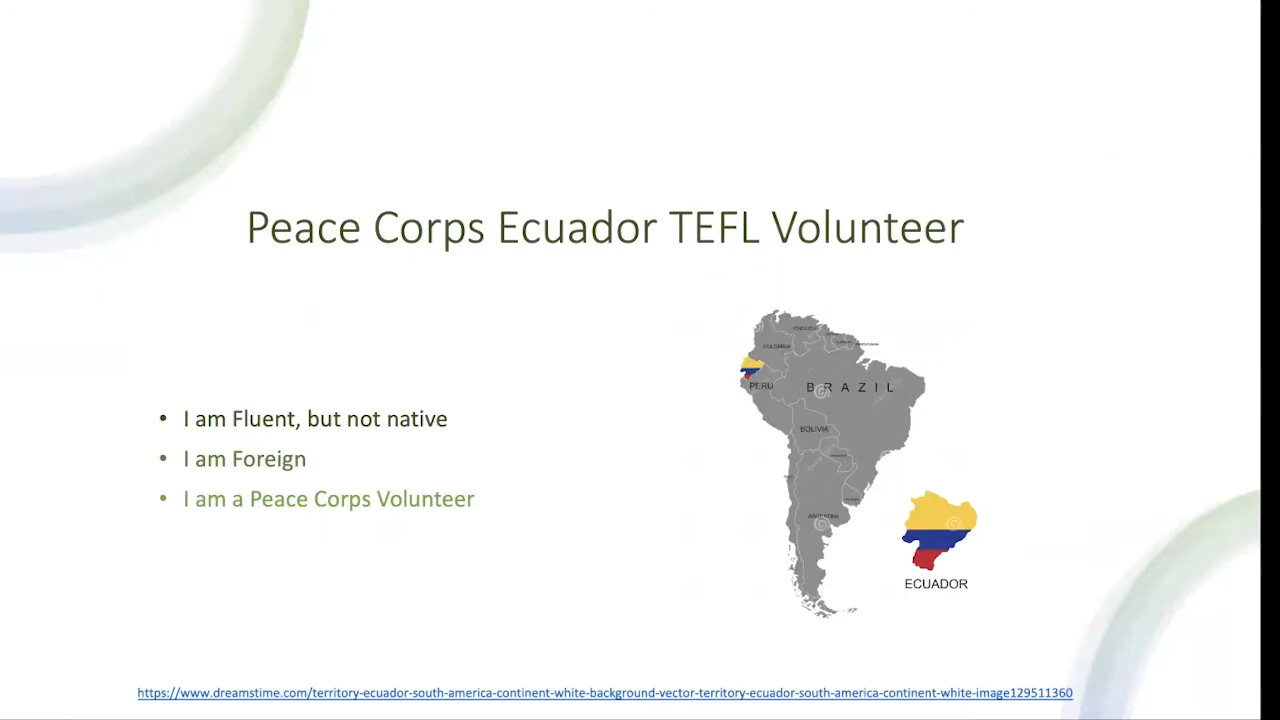 Peace Corps Ecuador TEFL Volunteer
• I am Fluent, but not native
• I am Foreign
• I am a Peace Corps Volunteer
COLOMBIA
PERU
BRAZIL
BOLIVIA
ARGENTINA
ECUADOR
https://www.dreamstime.com/territory-ecuador-south-america-continent-white-background-vector-territory-ecuador-south-america-continent-white-image129511360